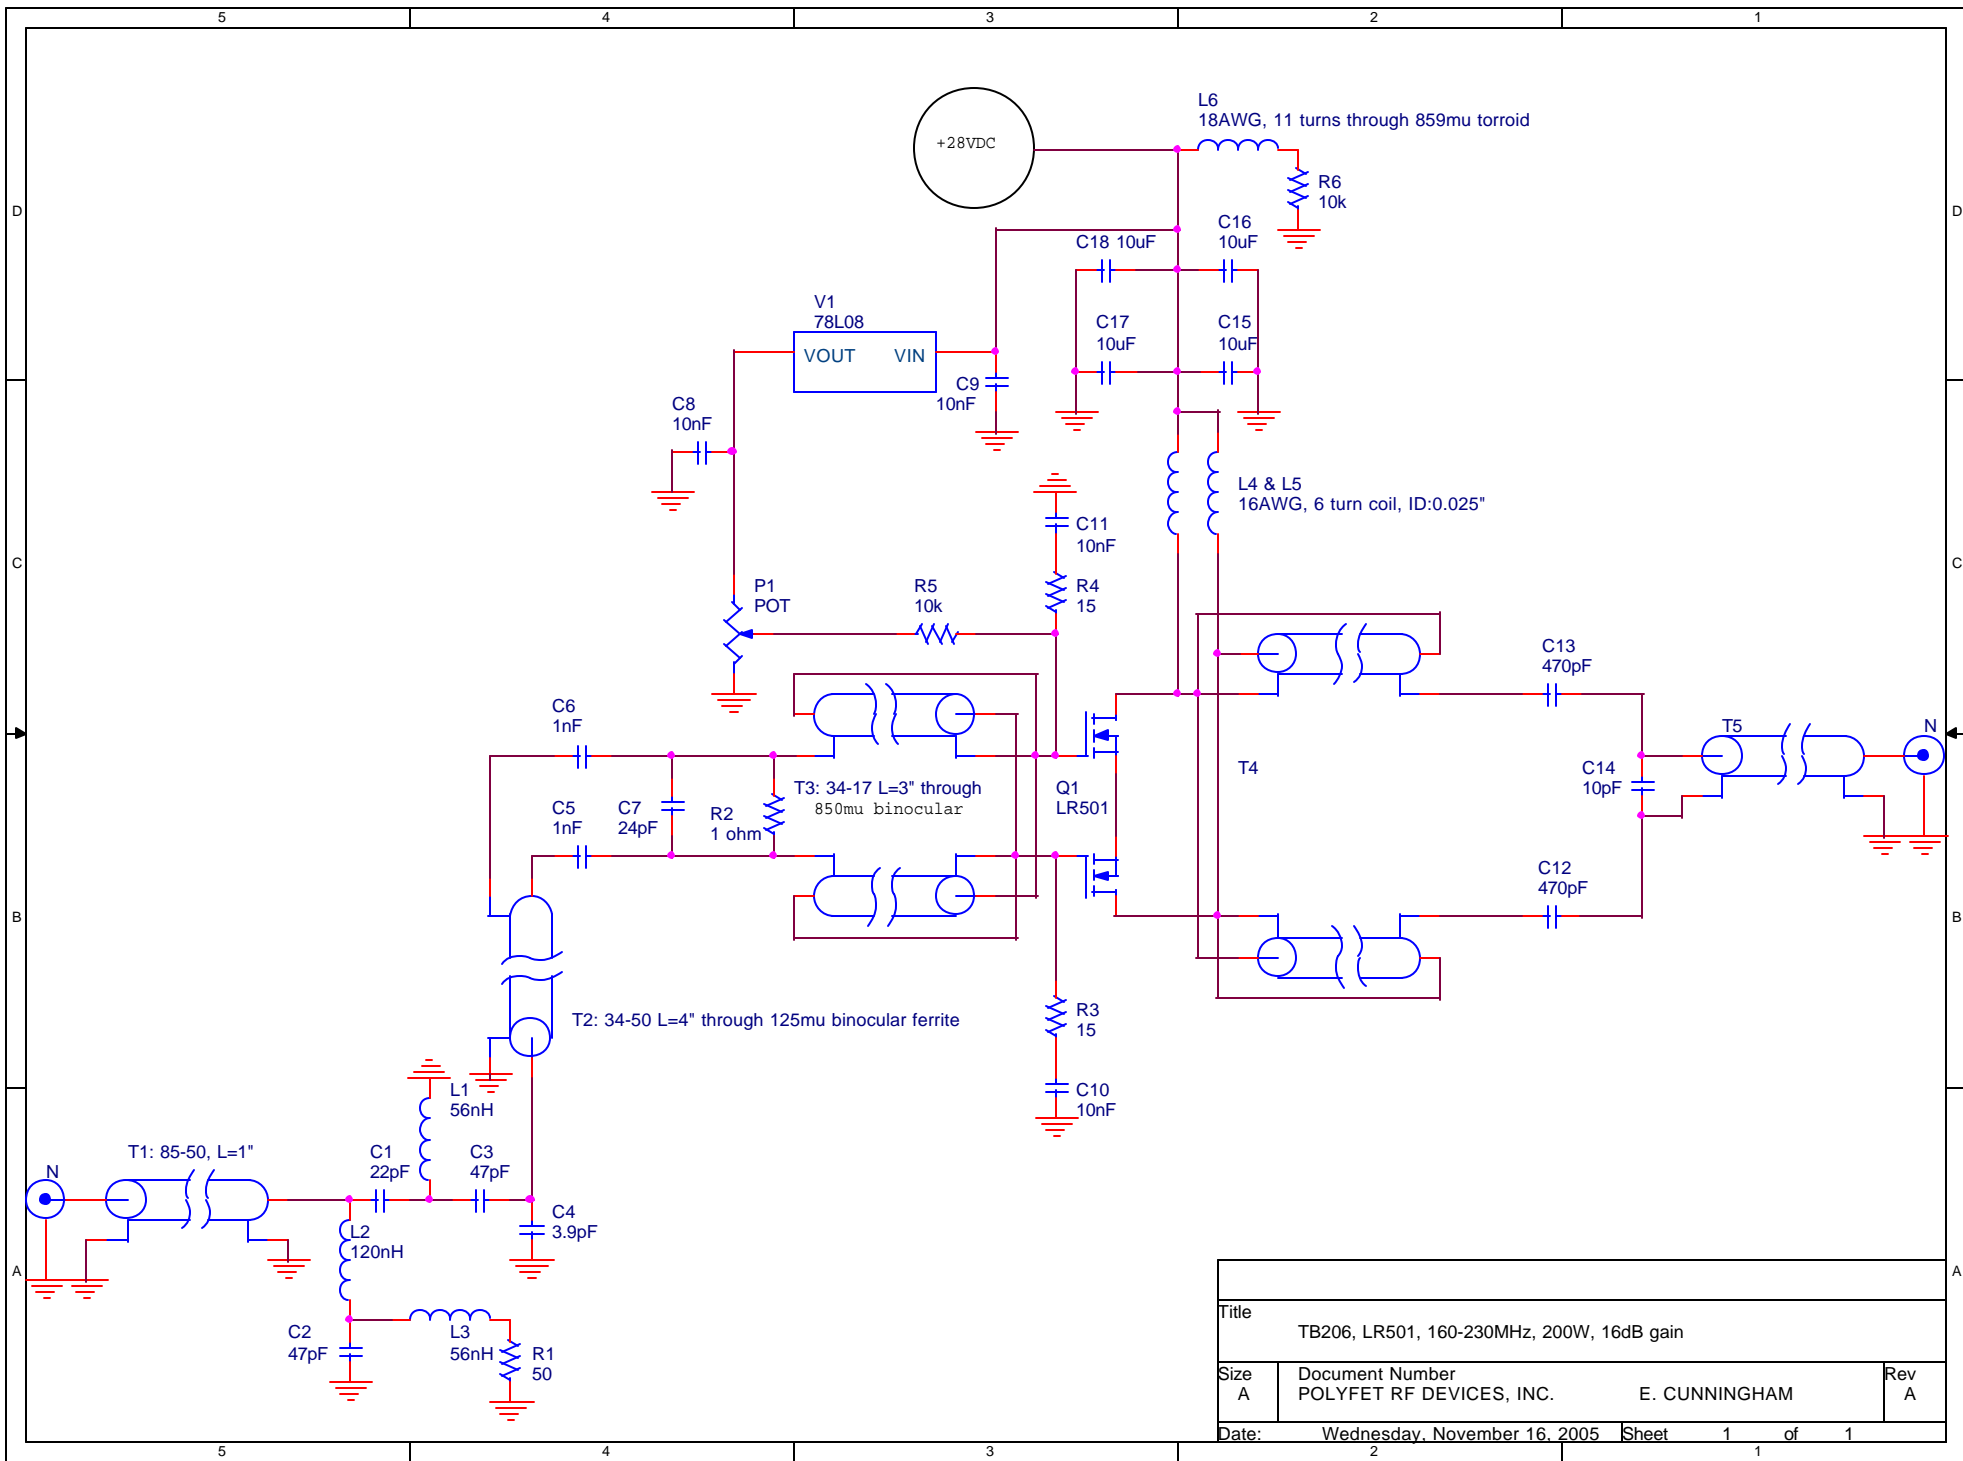 5 4 3 2 1
D
D
C
C
B
B
A
A
+28VDC
L6
18AWG, 11 turns through 859mu torroid
R6
10k
C18 10uF
C16
10uF
C17
10uF
C15
10uF
V1
78L08
VOUT VIN
C9
10nF
C8
10nF
L4 & L5
16AWG, 6 turn coil, ID:0.025"
C11
10nF
R4
15
P1
POT
R5
10k
C13
470pF
C6
1nF
T5
N
T4
C14
10pF
T3: 34-17 L=3" through
850mu binocular
Q1
LR501
C5
1nF
C7
24pF
R2
1 ohm
C12
470pF
T2: 34-50 L=4" through 125mu binocular ferrite
R3
15
C10
10nF
L1
56nH
T1: 85-50, L=1"
C1
22pF
C3
47pF
N
C4
3.9pF
L2
120nH
C2
47pF
L3
56nH
R1
50
Title
TB206, LR501, 160-230MHz, 200W, 16dB gain
Size
A
Document Number
POLYFET RF DEVICES, INC. E. CUNNINGHAM
Rev
A
Date: Wednesday, November 16, 2005 Sheet 1 of 1
5 4 3 2 1